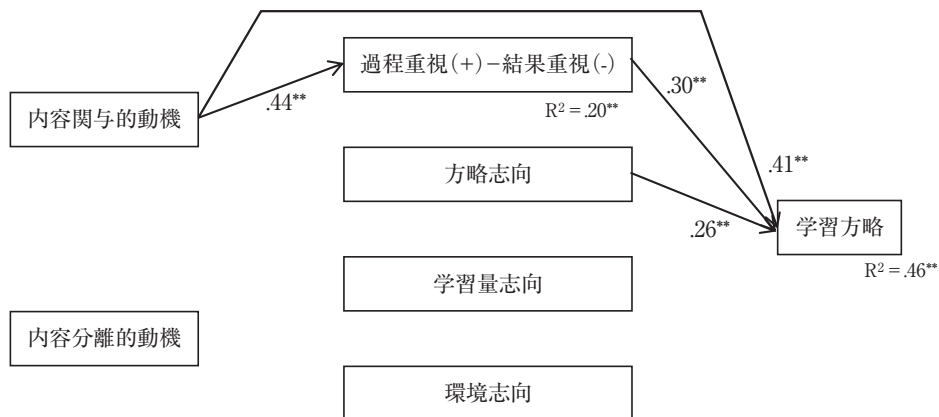 過程重視(+)−結果重視(-)
.44**
.30**
内容関与的動機
R² = .20**
方略志向
.41**
.26**
学習方略
R² = .46**
学習量志向
内容分離的動機
環境志向